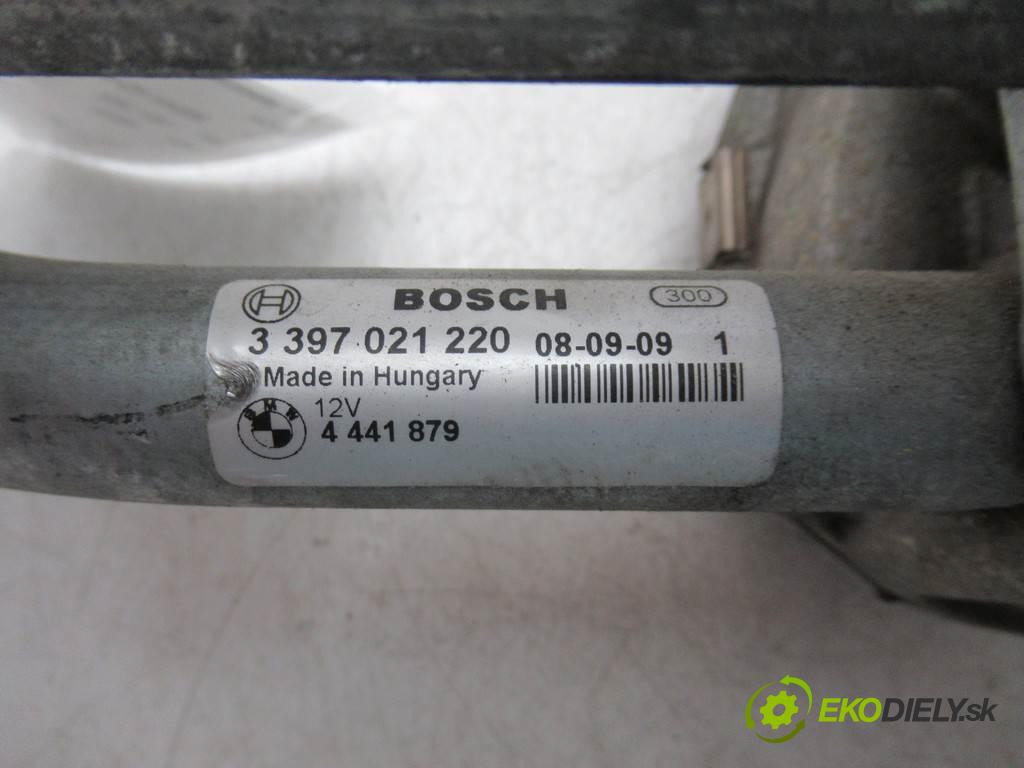 BOSCH 300
3 397 021 220 08-09-09 1
Made in Hungary
12V
BMW
4 441 879
EKODIELY.sk